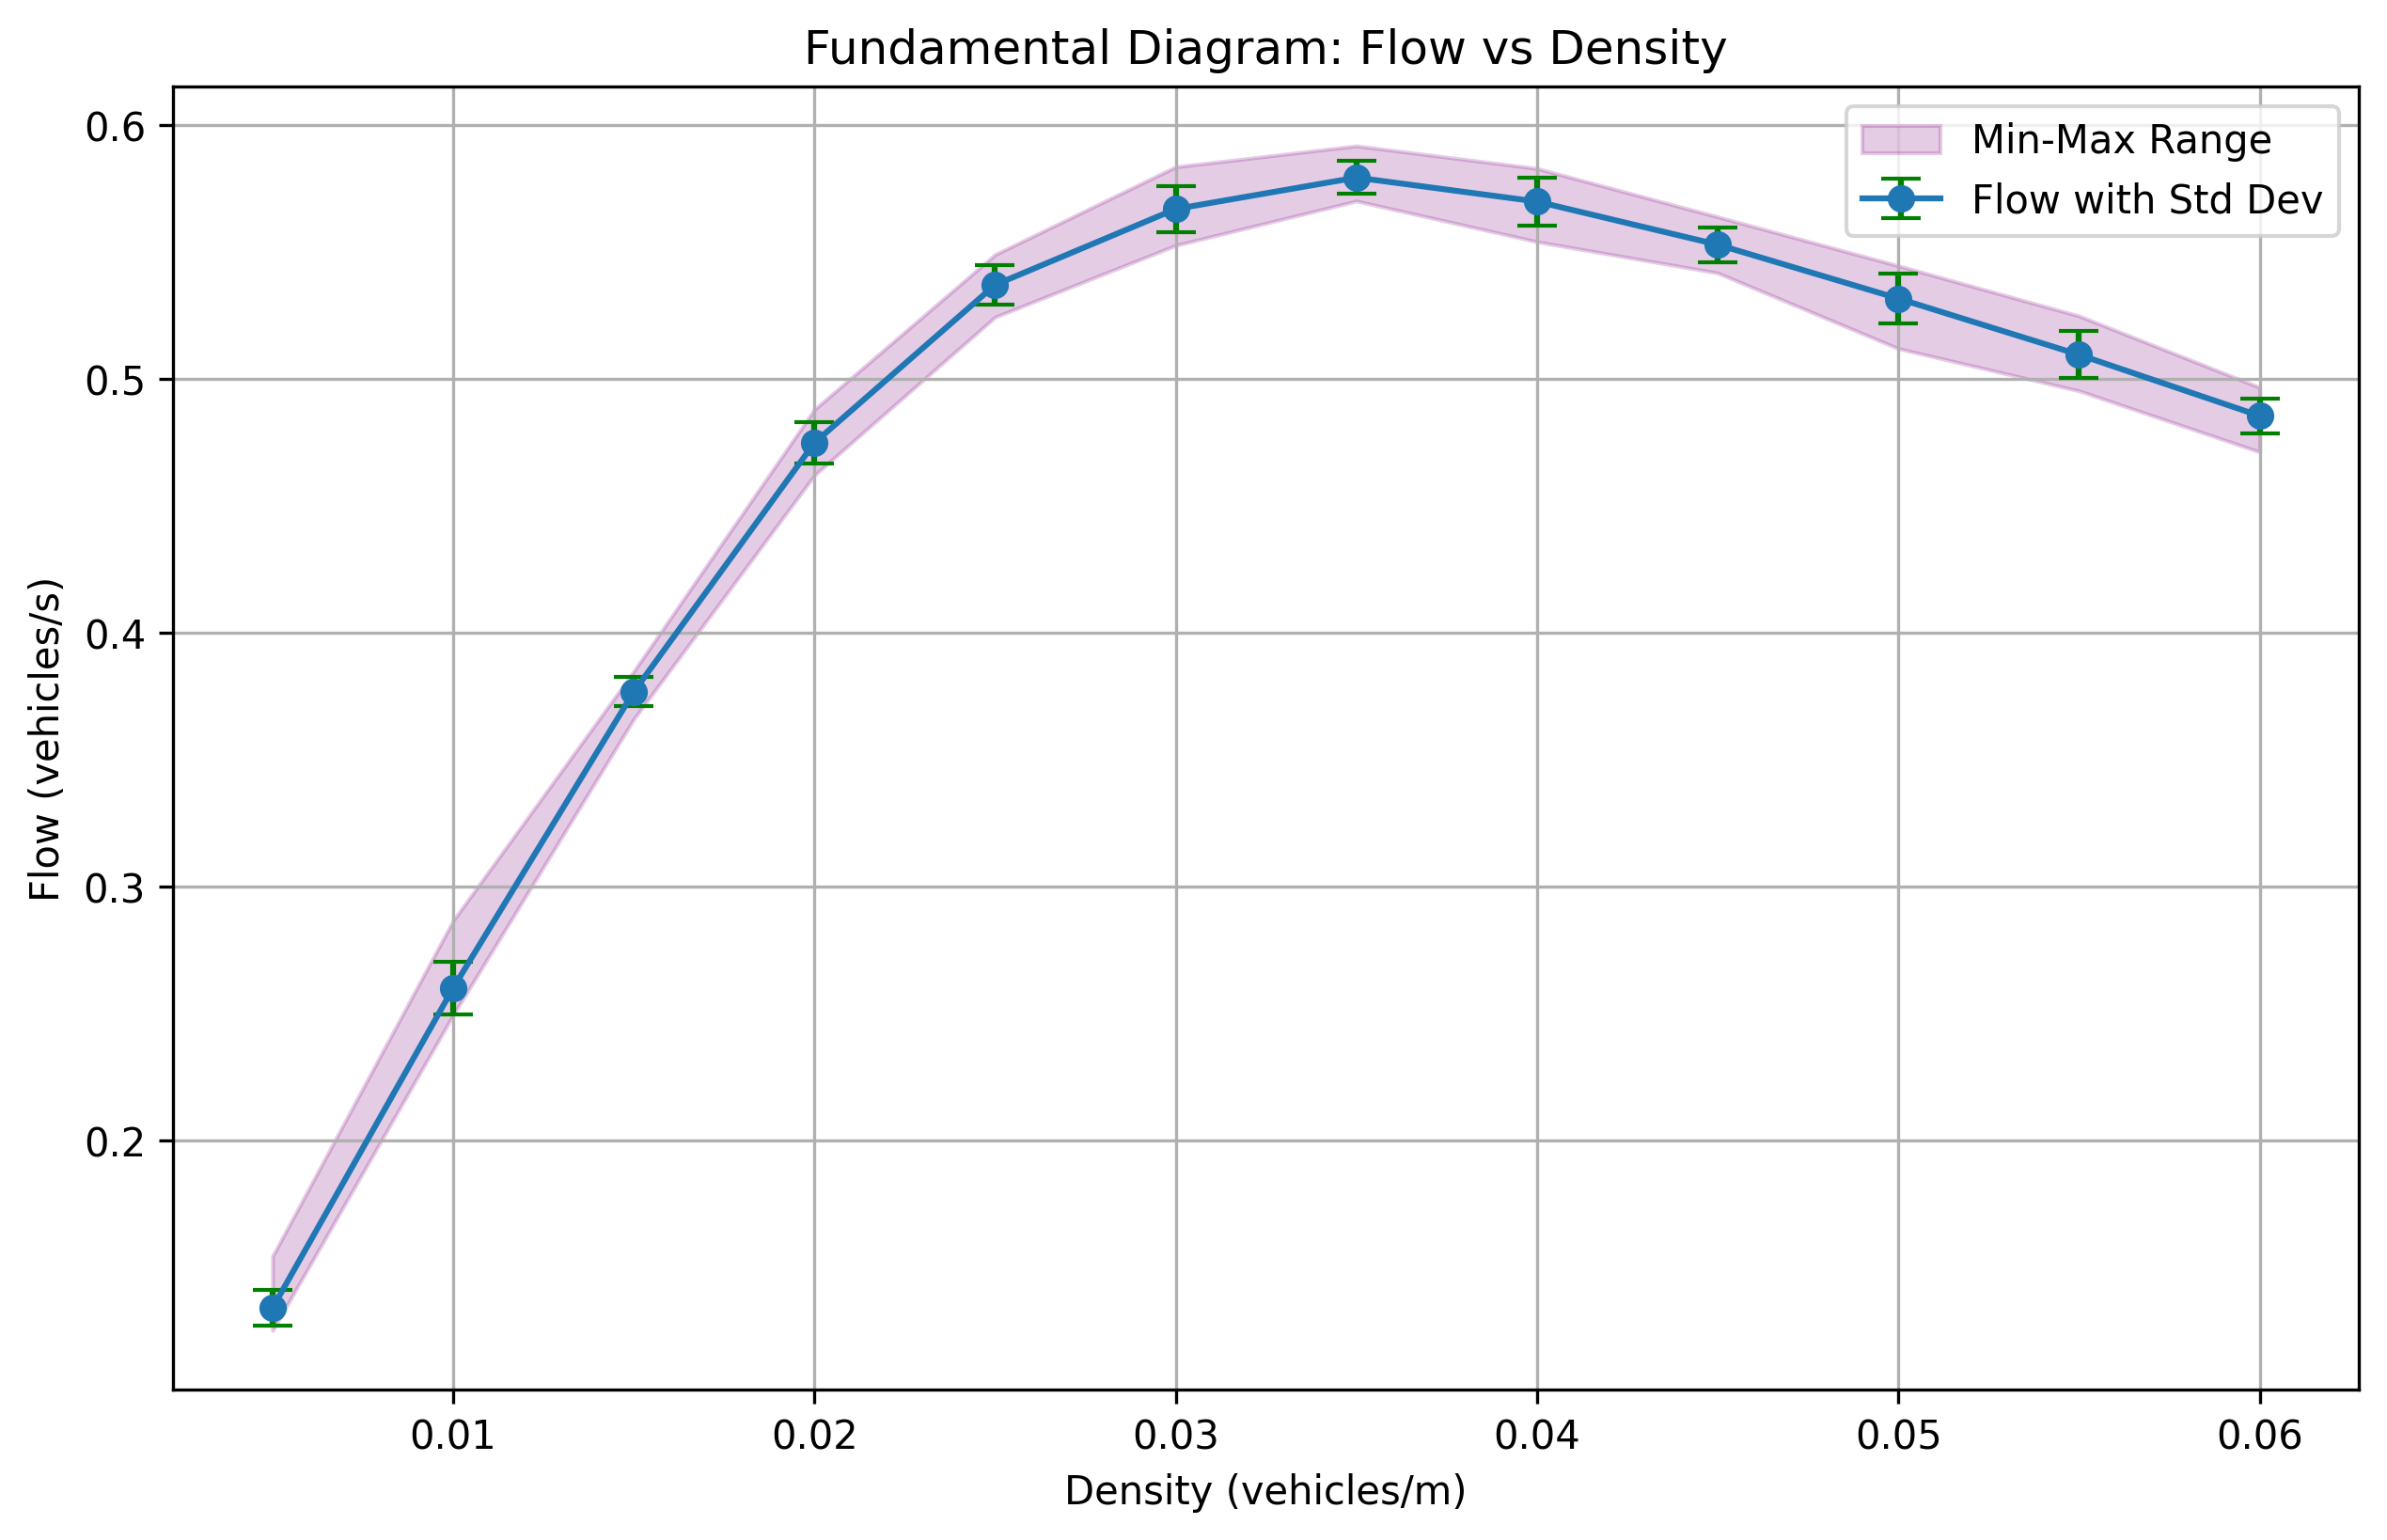 Fundamental Diagram: Flow vs Density
Min-Max Range
Flow with Std Dev
Flow (vehicles/s)
0.6
0.5
0.4
0.3
0.2
0.01 0.02 0.03 0.04 0.05 0.06
Density (vehicles/m)